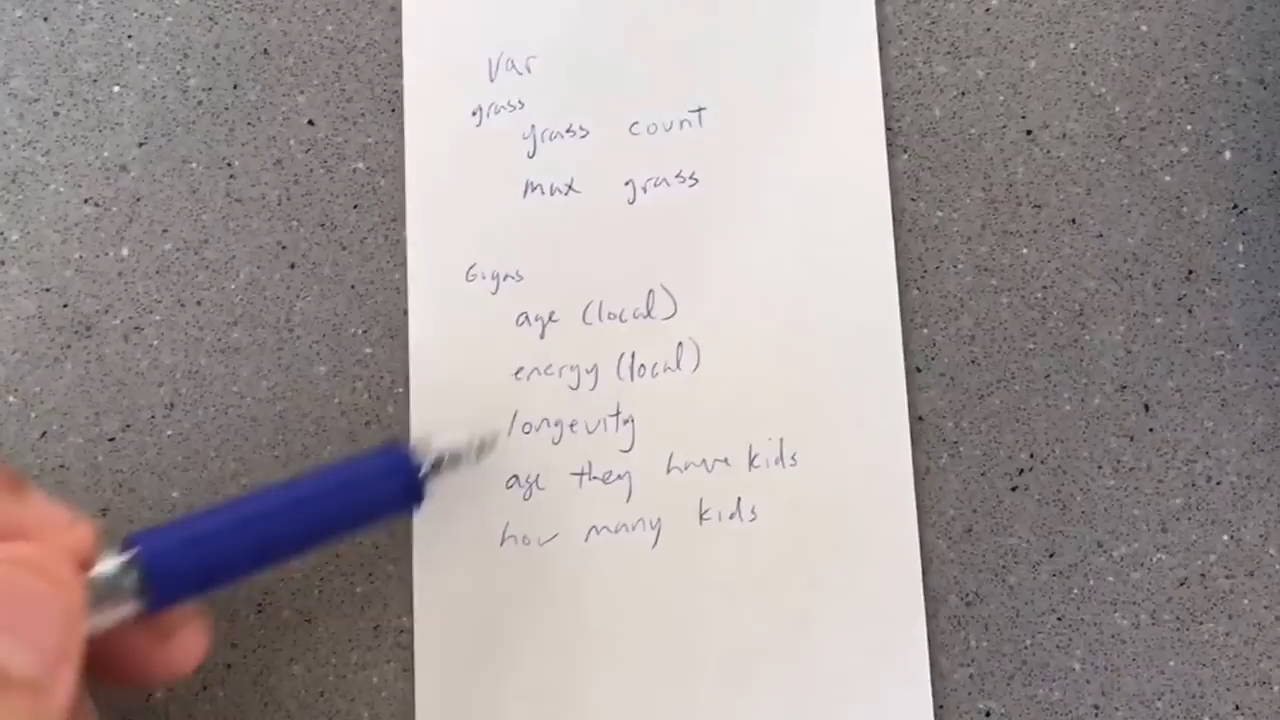 Var
grass
grass count
max grass
Gigas
age (local)
energy (local)
longevity
age they have kids
how many kids